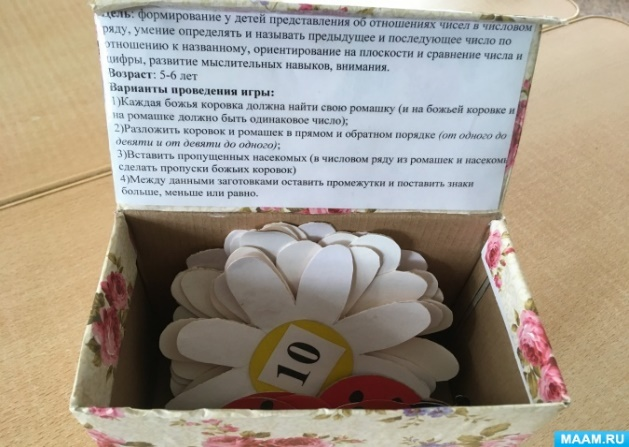 Цель: формирование у детей представления об отношениях чисел в числовом
ряду, умение определять и называть предыдущее и последующее число по
отношению к названному, ориентирование на плоскости и сравнение числа и
цифры, развитие мыслительных навыков, внимания.
Возраст: 5-6 лет
Варианты проведения игры:
1)Каждая божья коровка должна найти свою ромашку (и на божьей коровке и
на ромашке должно быть одинаковое число);
2)Разложить коровок и ромашек в прямом и обратном порядке (от одного до
девяти и от девяти до одного);
3)Вставить пропущенных насекомых (в числовом ряду из ромашек и насеком
сделать пропуски божьих коровок)
4)Между данными заготовками оставить промежутки и поставить знаки
больше, меньше или равно.
10
MAAM.RU